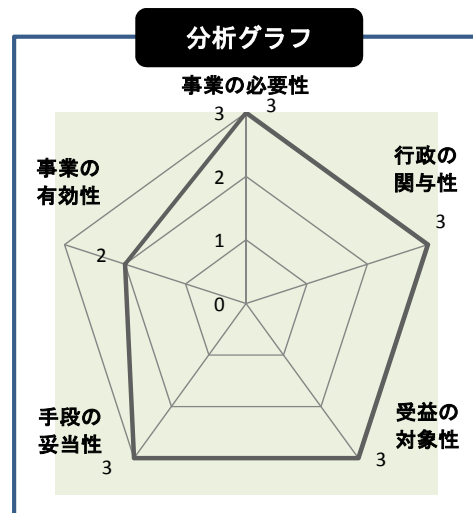 分析グラフ
事業の必要性
3
3
行政の
関与性
事業の
有効性
2
3
2
1
0
手段の
妥当性
3
受益の
対象性
3